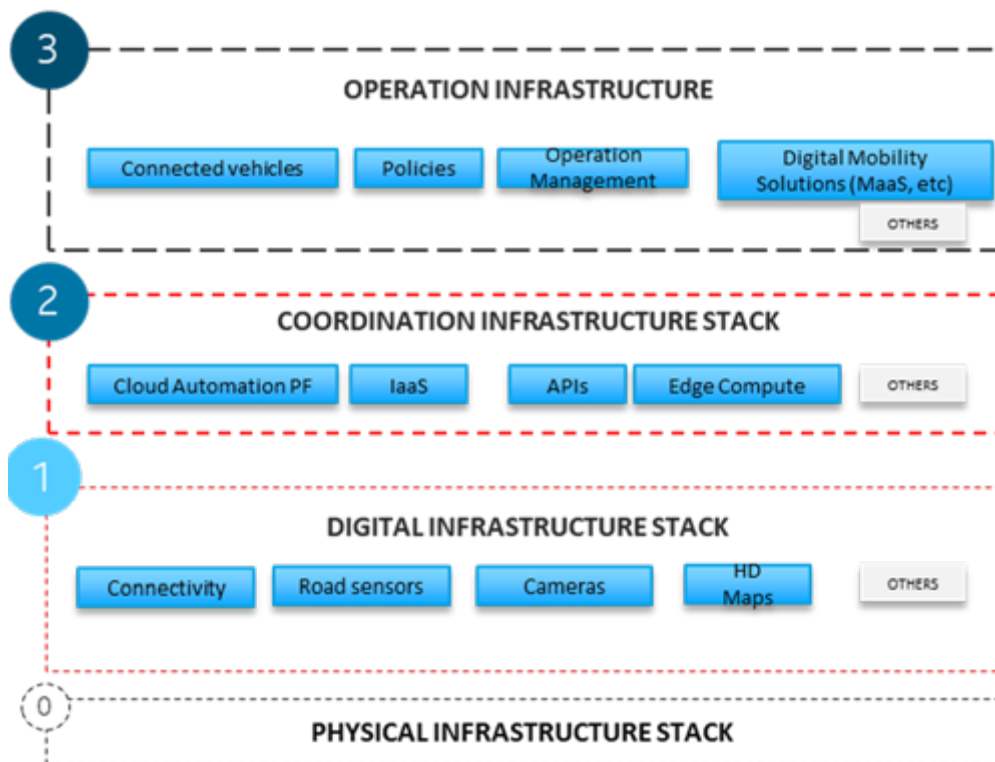 3
OPERATION INFRASTRUCTURE
Connected vehicles
Policies
Operation
Management
Digital Mobility
Solutions (MaaS, etc)
OTHERS
2
COORDINATION INFRASTRUCTURE STACK
Cloud Automation PF
IaaS
APIs
Edge Compute
OTHERS
1
DIGITAL INFRASTRUCTURE STACK
Connectivity
Road sensors
Cameras
HD
Maps
OTHERS
0
PHYSICAL INFRASTRUCTURE STACK